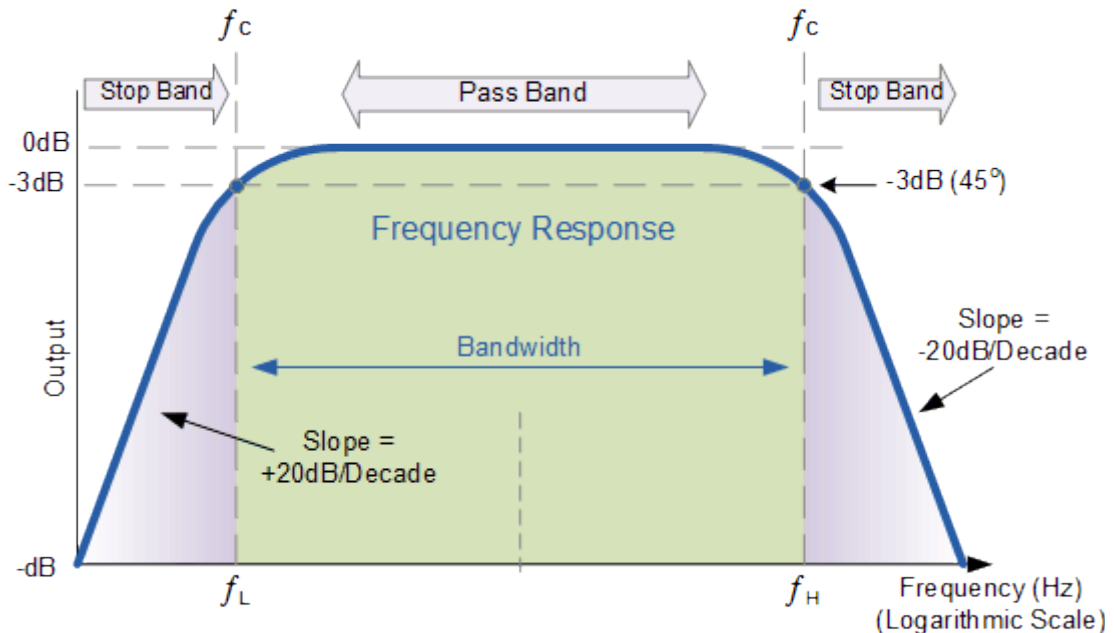 fC
fC
Stop Band
Pass Band
Stop Band
0dB
-3dB
-3dB (45°)
Frequency Response
Slope =
-20dB/Decade
Bandwidth
Output
Slope =
+20dB/Decade
-dB
fL
fH
Frequency (Hz)
(Logarithmic Scale)